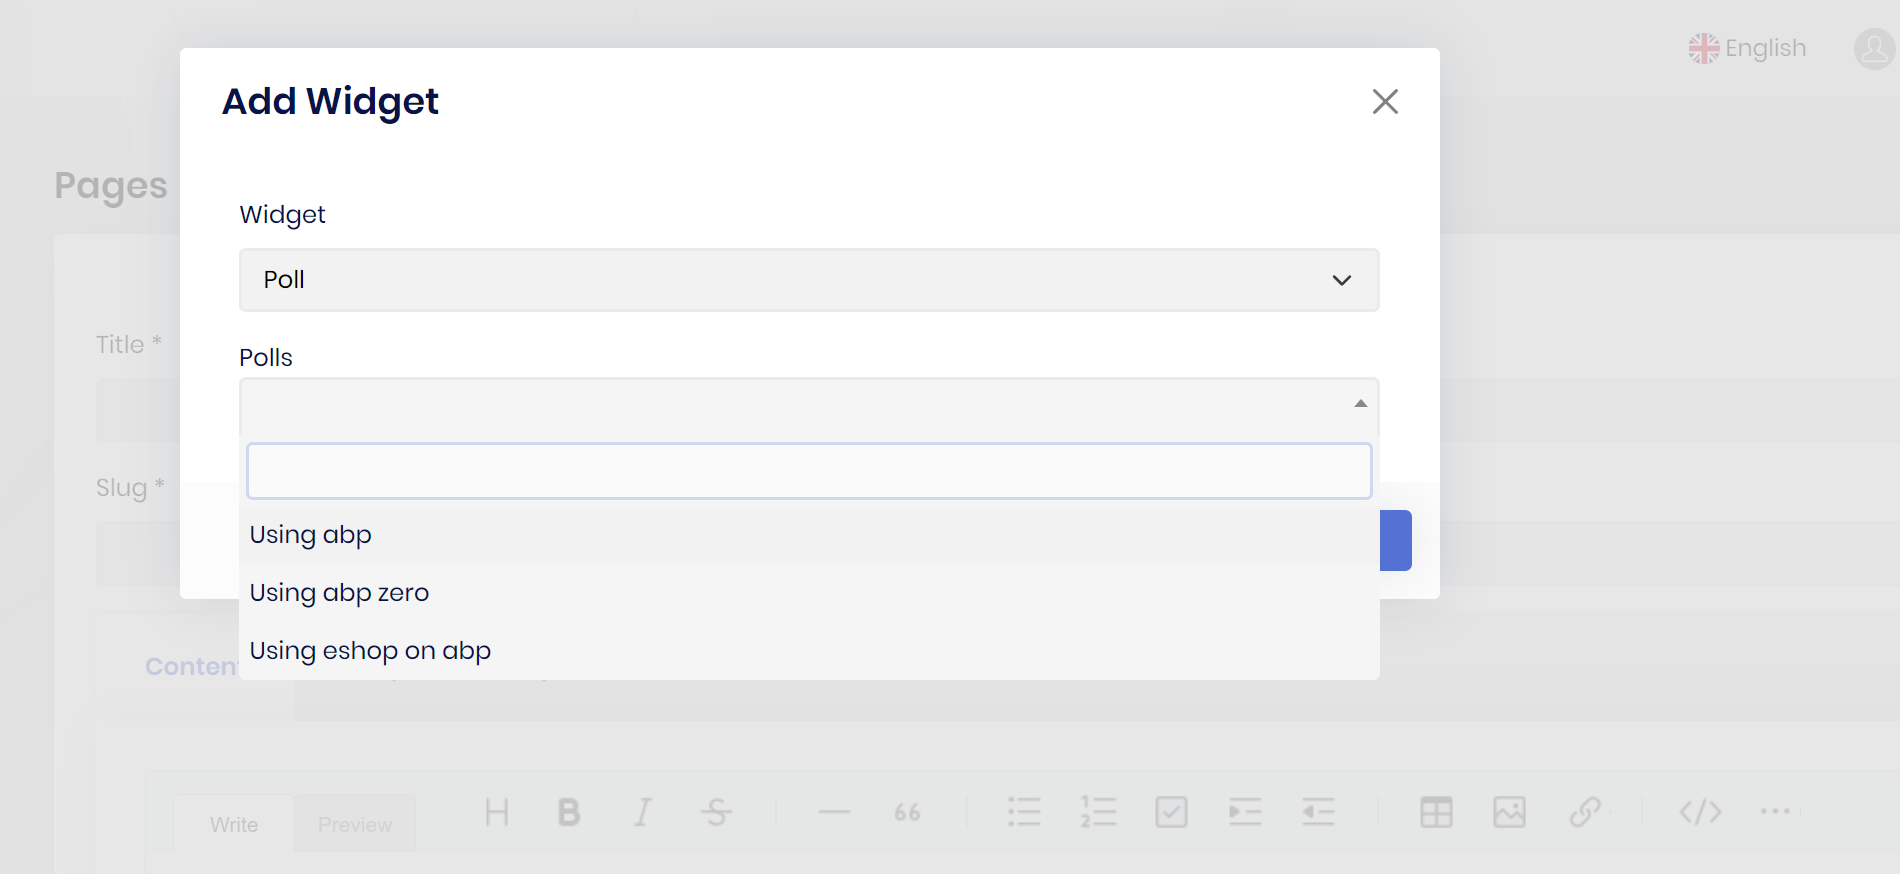 English
Add Widget
Pages
Widget
Poll
Title *
Polls
Slug *
Using abp
Using abp zero
Using eshop on abp
Content
Write
Preview